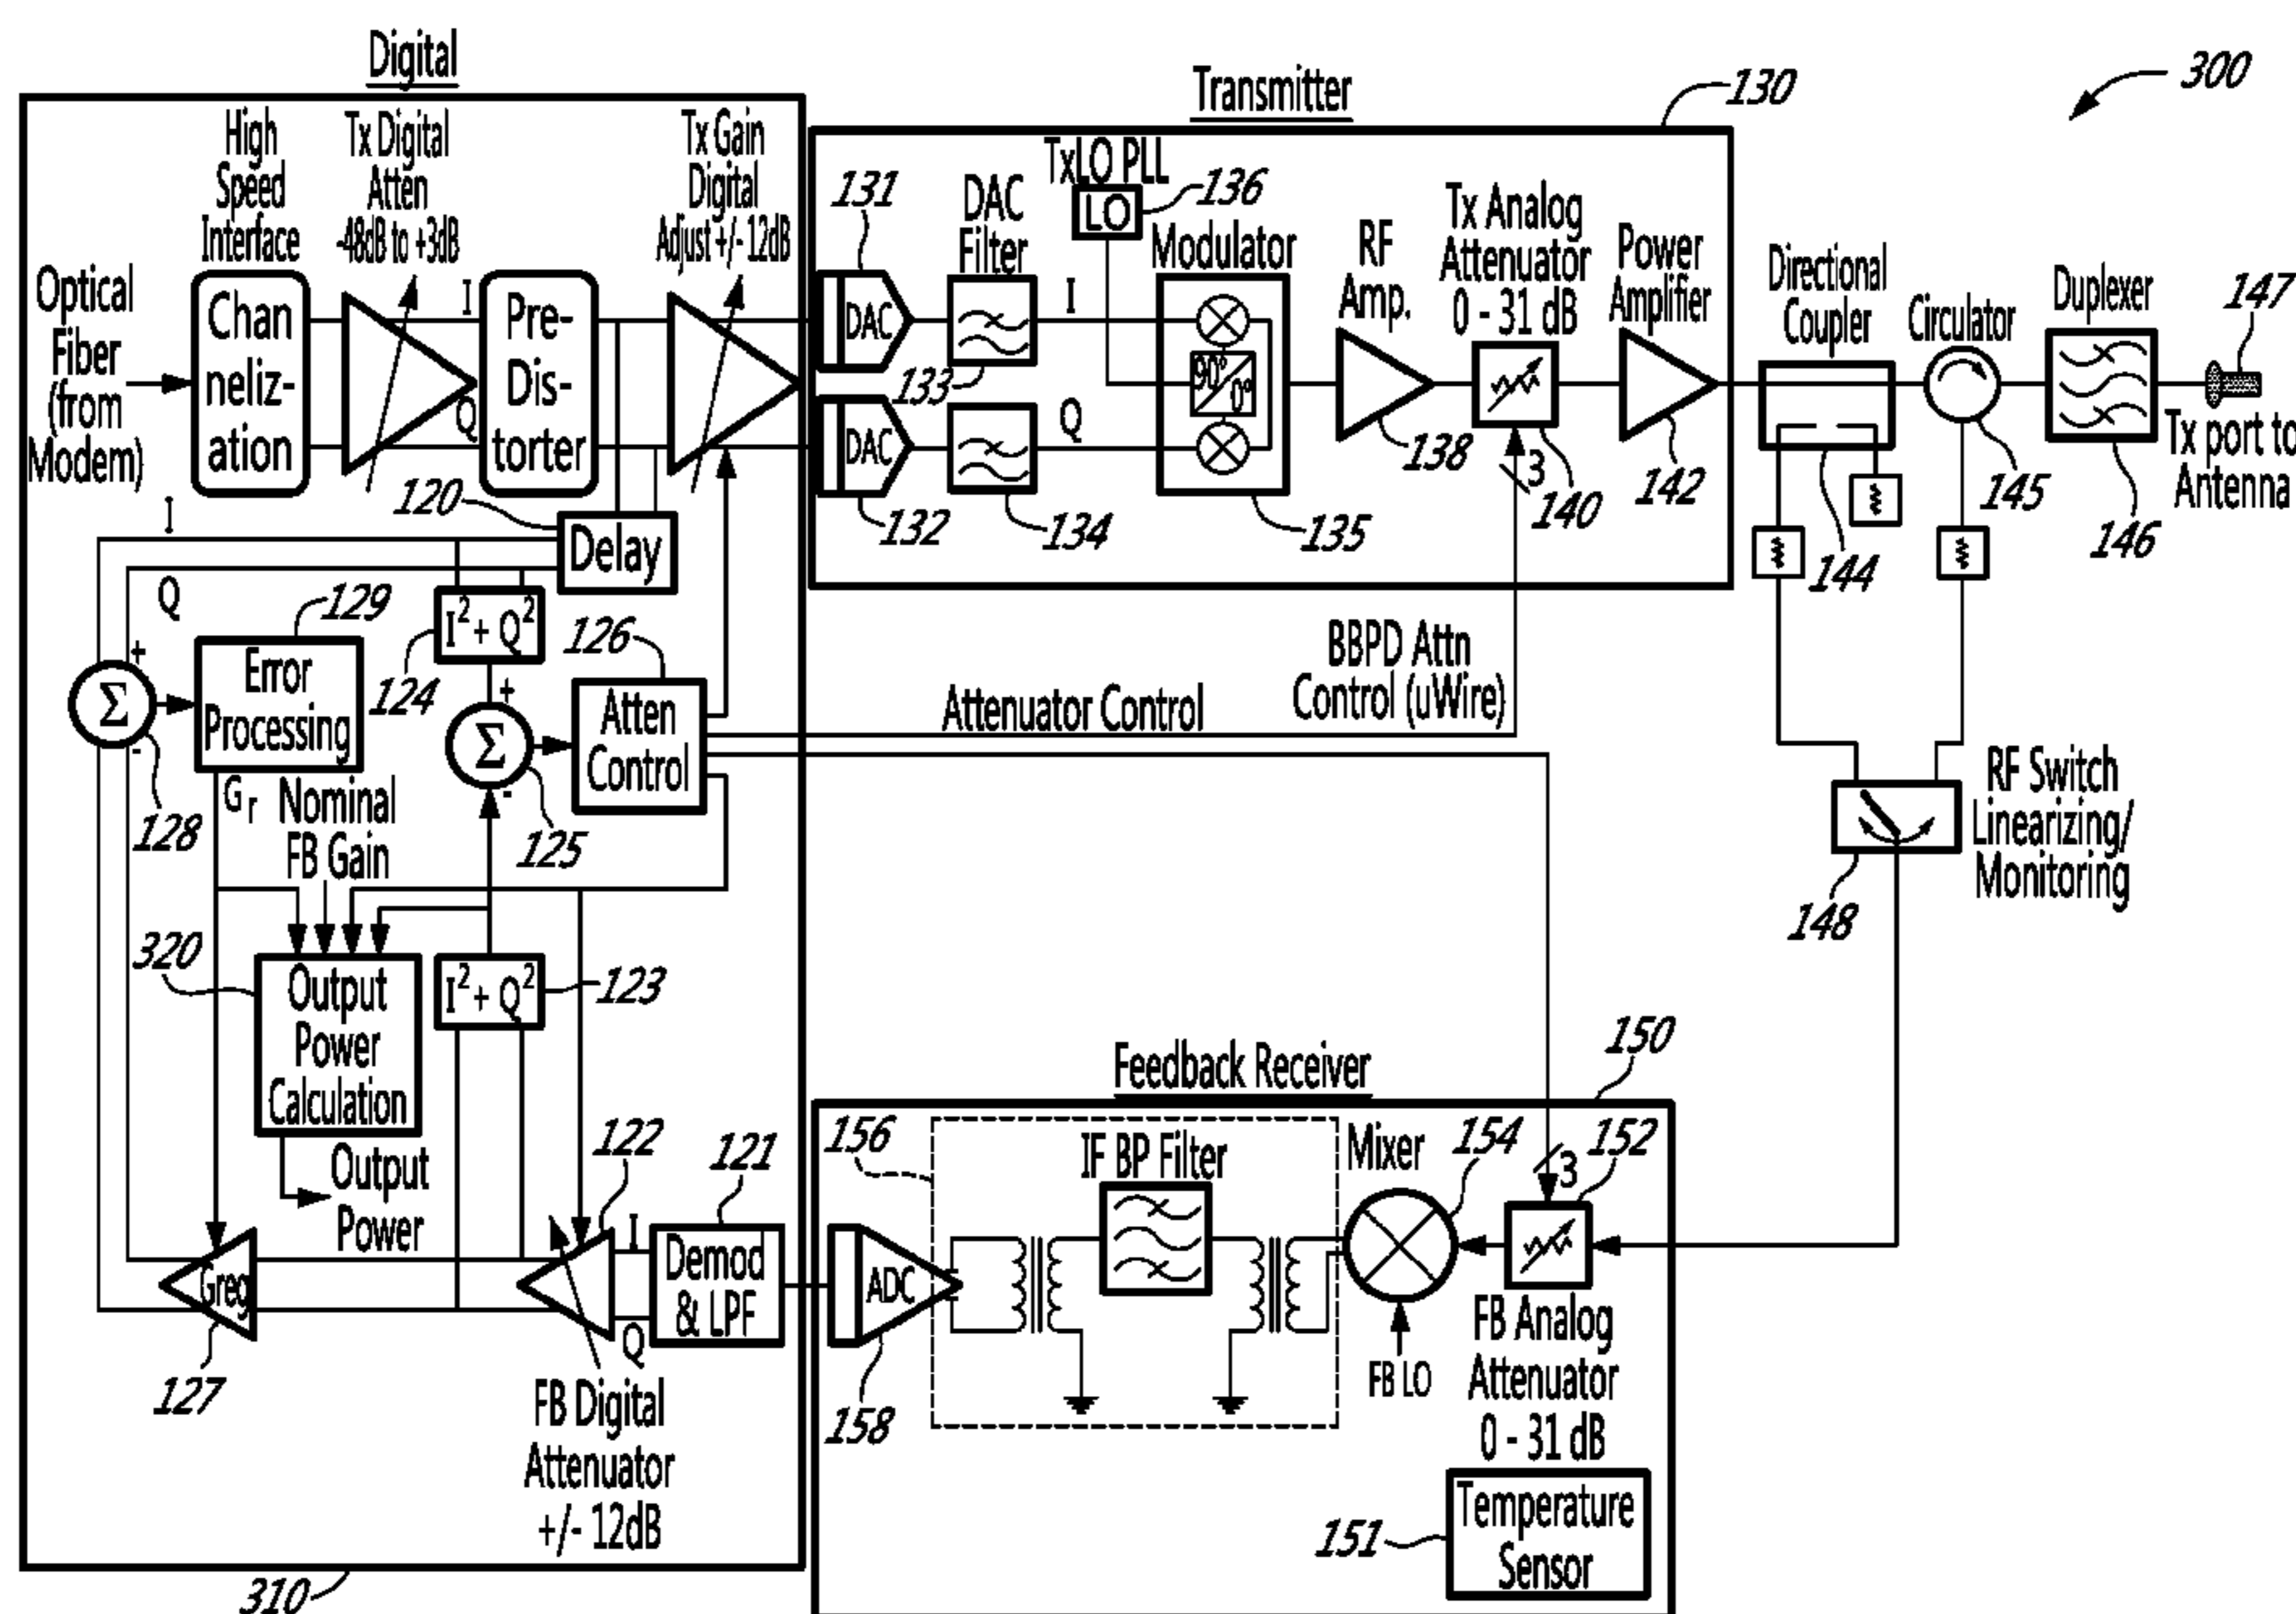 Digital
High
Speed
Interface
Tx Digital
Atten
-48dB to +3dB
Tx Gain
Digital
Adjust +/- 12dB
Optical
Fiber
(from
Modem)
Chan
neliz-
ation
I
Q
Pre-
Dis-
torter
120
Delay
I
Q
I² + Q²
124
129
Error
Processing
126
Atten
Control
+
Σ
-
128
+
Σ
-
125
Gr
Nominal
FB Gain
320
Output
Power
Calculation
I² + Q²
123
Output
Power
122
121
I
Q
Demod
& LPF
Greg
127
FB Digital
Attenuator
+/- 12dB
310
Transmitter
130
300
131
DAC
DAC
132
DAC
Filter
133
134
I
Q
TxLO PLL
LO
136
Modulator
90°
0°
135
RF
Amp.
138
Tx Analog
Attenuator
0 - 31 dB
3
140
Power
Amplifier
142
Directional
Coupler
144
Circulator
145
Duplexer
146
147
Tx port to
Antenna
Attenuator Control
BBPD Attn
Control (uWire)
RF Switch
Linearizing/
Monitoring
148
Feedback Receiver
150
156
IF BP Filter
Mixer
154
3
152
ADC
158
FB LO
FB Analog
Attenuator
0 - 31 dB
151
Temperature
Sensor